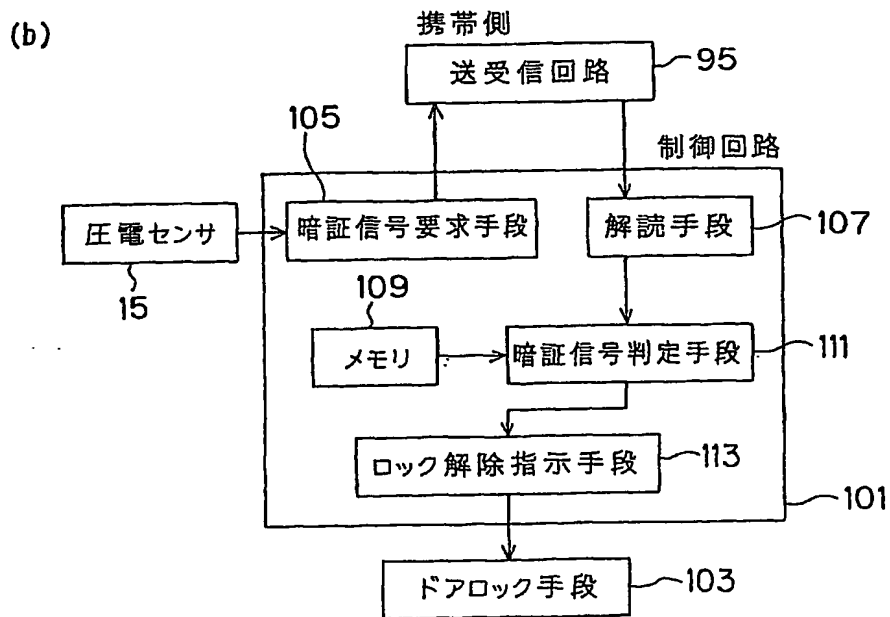 (b)
携帯側
送受信回路
95
105
制御回路
圧電センサ
暗証信号要求手段
解読手段
107
15
109
メモリ
暗証信号判定手段
111
ロック解除指示手段
113
101
ドアロック手段
103